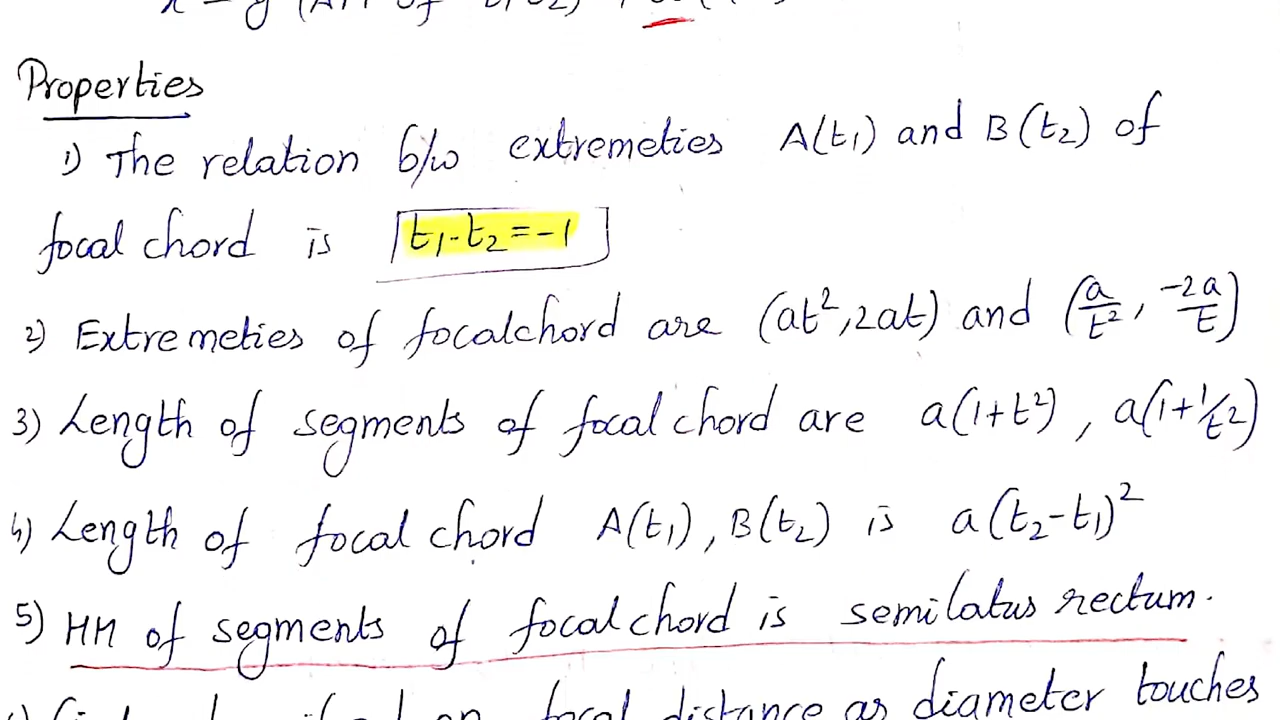 Properties
1) The relation b/w extremeties A(t₁) and B(t₂) of
focal chord is t₁·t₂ = -1
2) Extremeties of focalchord are (at², 2at) and (a/t², -2a/t)
3) Length of segments of focal chord are a(1+t²), a(1+1/t²)
4) Length of focal chord A(t₁), B(t₂) is a(t₂-t₁)²
5) HM of segments of focal chord is semilatus rectum.
on focal distance as diameter touches